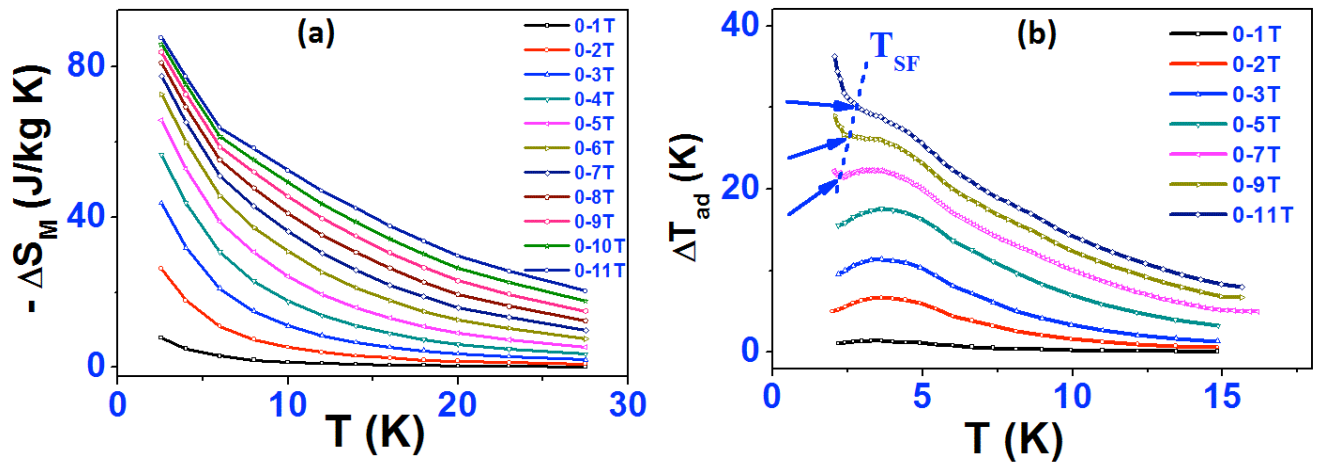 (a)
- ΔS_M (J/kg K)
80
40
0
0
10
20
30
T (K)
0-1T
0-2T
0-3T
0-4T
0-5T
0-6T
0-7T
0-8T
0-9T
0-10T
0-11T
(b)
T_SF
ΔT_ad (K)
40
20
0
0
5
10
15
T (K)
0-1T
0-2T
0-3T
0-5T
0-7T
0-9T
0-11T